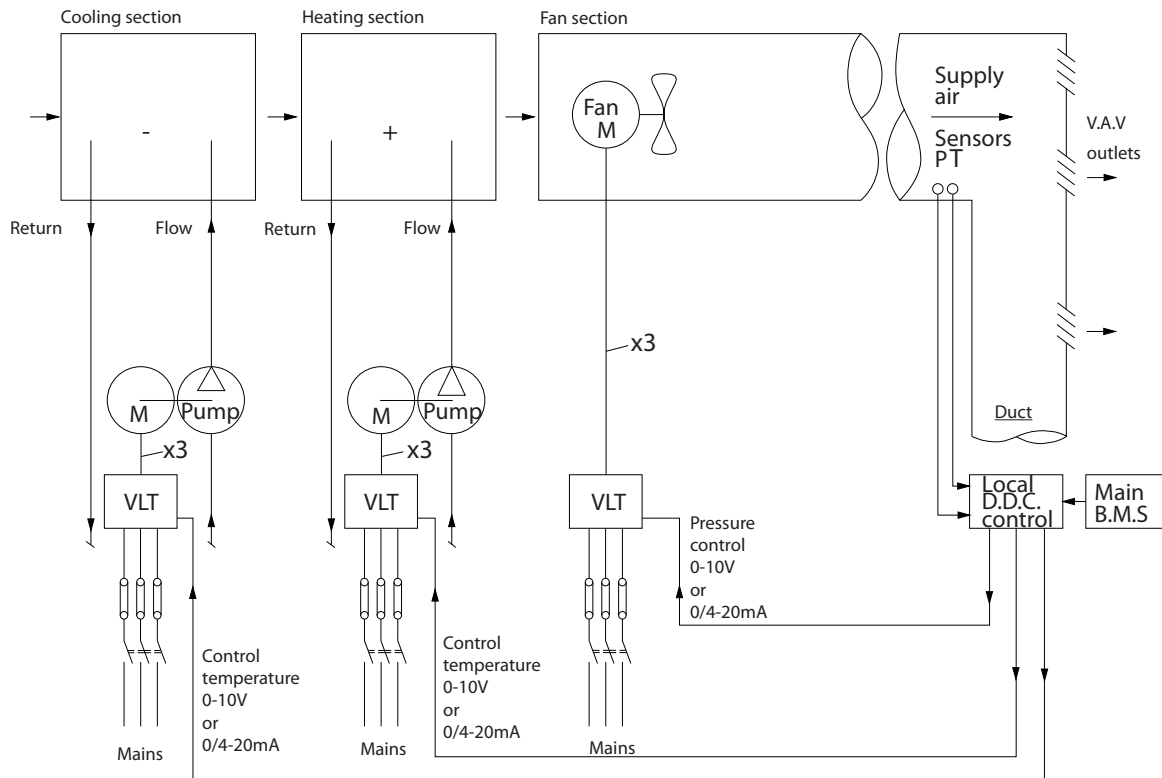 Cooling section
Heating section
Fan section
-
+
Fan
M
Supply
air
Sensors
P T
V.A.V
outlets
Return
Flow
Return
Flow
x3
M
Pump
M
Pump
x3
x3
Duct
VLT
VLT
VLT
Local
D.D.C.
control
Main
B.M.S
Pressure
control
0-10V
or
0/4-20mA
Control
temperature
0-10V
or
0/4-20mA
Control
temperature
0-10V
or
0/4-20mA
Mains
Mains
Mains